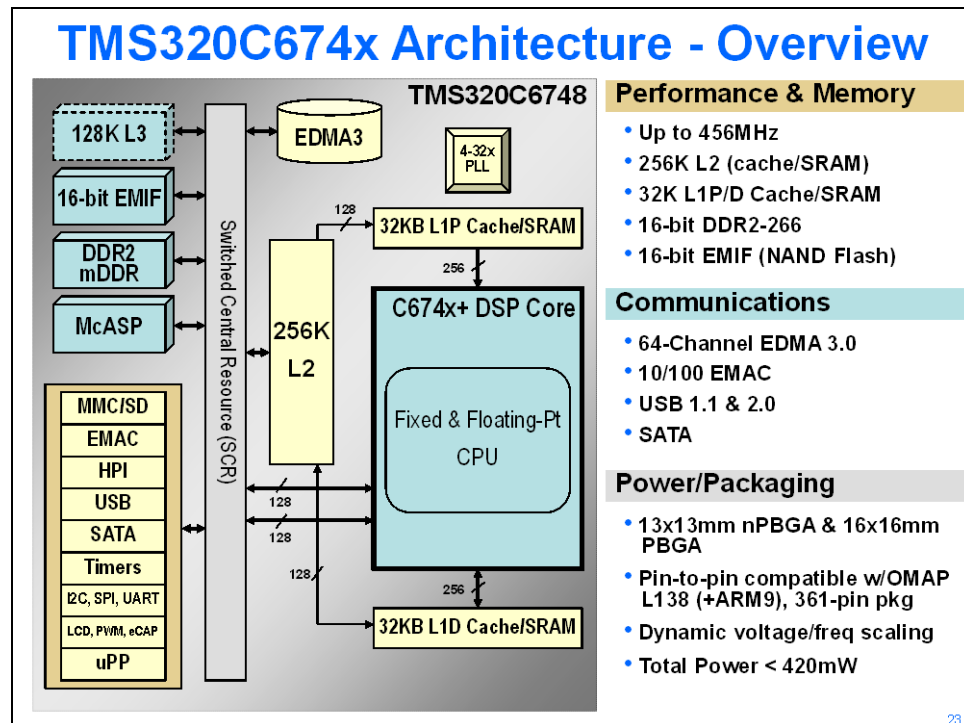 TMS320C674x Architecture - Overview
TMS320C6748
128K L3
EDMA3
4-32x
PLL
16-bit EMIF
DDR2
mDDR
McASP
Switched Central Resource (SCR)
128
32KB L1P Cache/SRAM
256
256K
L2
C674x+ DSP Core
Fixed & Floating-Pt
CPU
128
128
128
256
32KB L1D Cache/SRAM
MMC/SD
EMAC
HPI
USB
SATA
Timers
I2C, SPI, UART
LCD, PWM, eCAP
uPP
Performance & Memory
• Up to 456MHz
• 256K L2 (cache/SRAM)
• 32K L1P/D Cache/SRAM
• 16-bit DDR2-266
• 16-bit EMIF (NAND Flash)
Communications
• 64-Channel EDMA 3.0
• 10/100 EMAC
• USB 1.1 & 2.0
• SATA
Power/Packaging
• 13x13mm nPBGA & 16x16mm
PBGA
• Pin-to-pin compatible w/OMAP
L138 (+ARM9), 361-pin pkg
• Dynamic voltage/freq scaling
• Total Power < 420mW
23